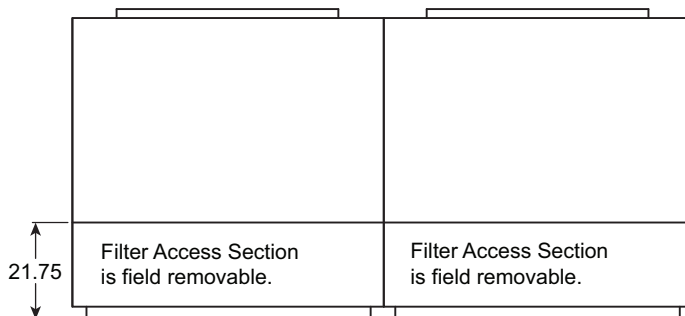 Filter Access Section
is field removable.
Filter Access Section
is field removable.
21.75